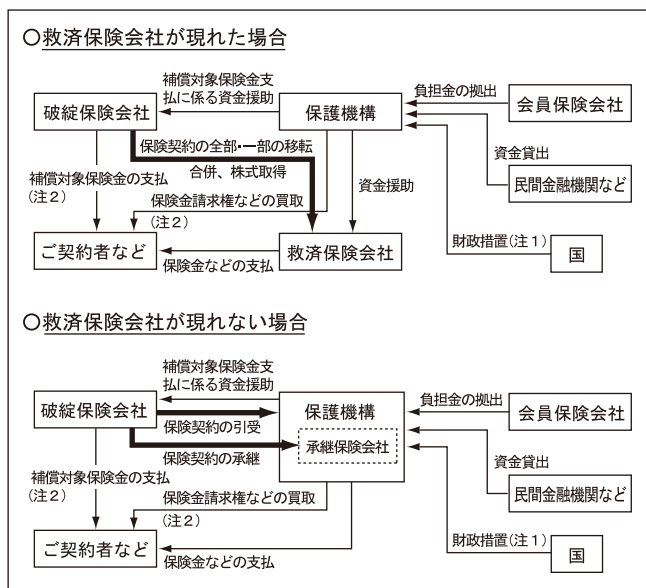 ○救済保険会社が現れた場合
補償対象保険金支
払に係る資金援助
負担金の拠出
破綻保険会社
保護機構
会員保険会社
保険契約の全部・一部の移転
合併、株式取得
資金貸出
補償対象保険金の支払
(注2)
保険金請求権などの買取
(注2)
資金援助
民間金融機関など
ご契約者など
保険金などの支払
救済保険会社
財政措置(注1)
国
○救済保険会社が現れない場合
補償対象保険金支
払に係る資金援助
負担金の拠出
破綻保険会社
保護機構
会員保険会社
保険契約の引受
承継保険会社
保険契約の承継
資金貸出
補償対象保険金の支払
(注2)
保険金請求権などの買取
(注2)
民間金融機関など
ご契約者など
保険金などの支払
財政措置(注1)
国